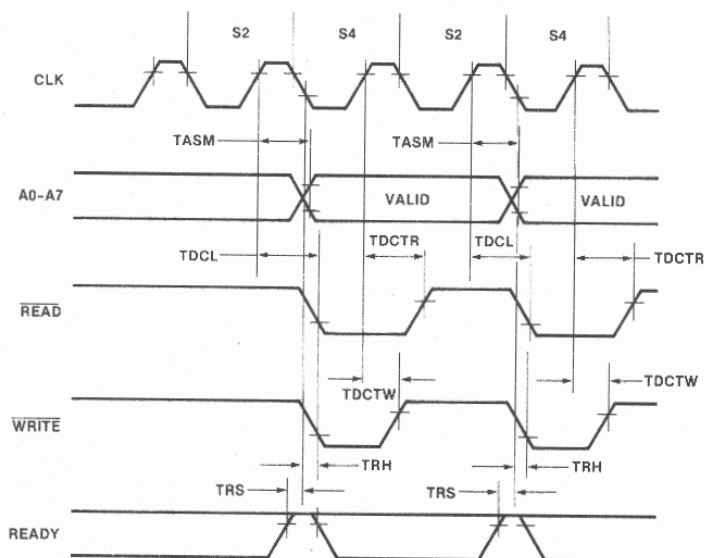 S2 S4 S2 S4
CLK
TASM TASM
A0-A7 VALID VALID
TDCL TDCTR TDCL TDCTR
READ
TDCTW TDCTW
WRITE
TRH TRH
TRS TRS
READY